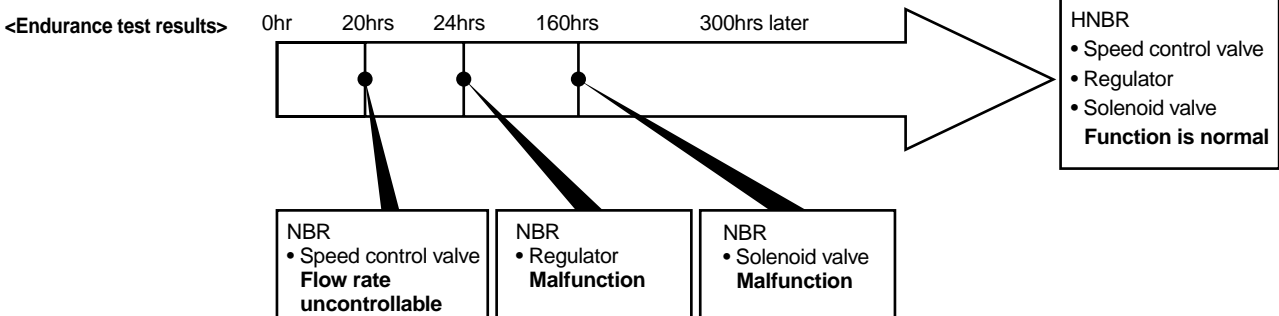 <Endurance test results>
0hr 20hrs 24hrs 160hrs 300hrs later
HNBR
• Speed control valve
• Regulator
• Solenoid valve
Function is normal
NBR
• Speed control valve
Flow rate
uncontrollable
NBR
• Regulator
Malfunction
NBR
• Solenoid valve
Malfunction